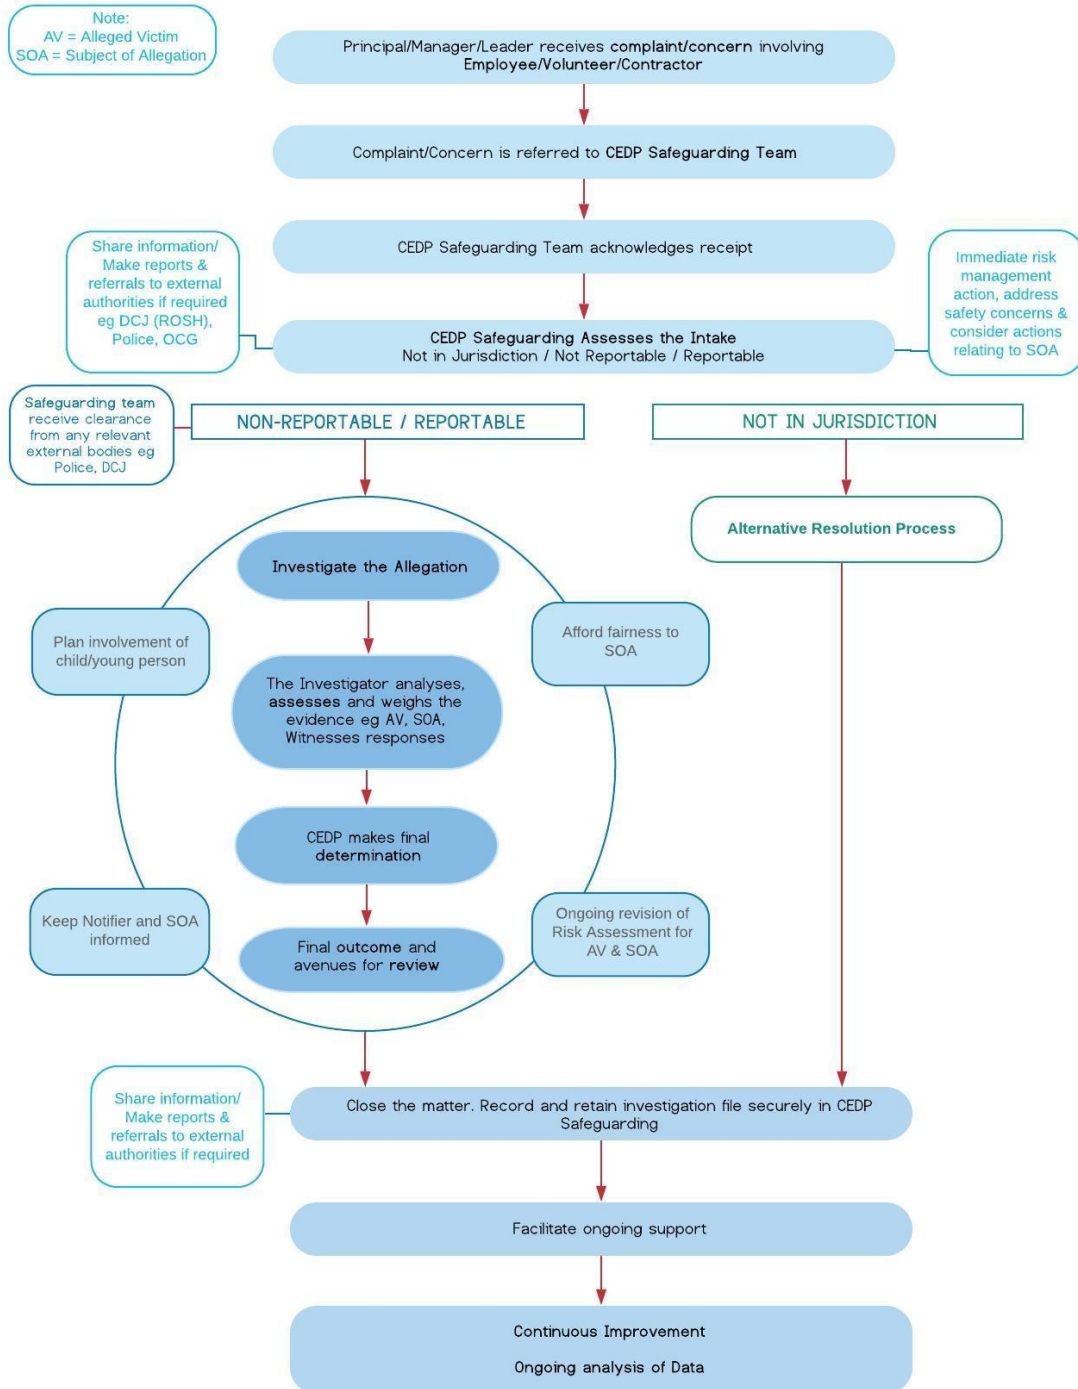 Note:
AV = Alleged Victim
SOA = Subject of Allegation
Principal/Manager/Leader receives complaint/concern involving
Employee/Volunteer/Contractor
Complaint/Concern is referred to CEDP Safeguarding Team
CEDP Safeguarding Team acknowledges receipt
Share information/
Make reports &
referrals to external
authorities if required
eg DCJ (ROSH),
Police, OCG
CEDP Safeguarding Assesses the Intake
Not in Jurisdiction / Not Reportable / Reportable
Immediate risk
management
action, address
safety concerns &
consider actions
relating to SOA
Safeguarding team
receive clearance
from any relevant
external bodies eg
Police, DCJ
NON-REPORTABLE / REPORTABLE
NOT IN JURISDICTION
Alternative Resolution Process
Investigate the Allegation
Plan involvement of
child/young person
Afford fairness to
SOA
The Investigator analyses,
assesses and weighs the
evidence eg AV, SOA,
Witnesses responses
CEDP makes final
determination
Keep Notifier and SOA
informed
Ongoing revision of
Risk Assessment for
AV & SOA
Final outcome and
avenues for review
Share information/
Make reports &
referrals to external
authorities if required
Close the matter. Record and retain investigation file securely in CEDP
Safeguarding
Facilitate ongoing support
Continuous Improvement
Ongoing analysis of Data